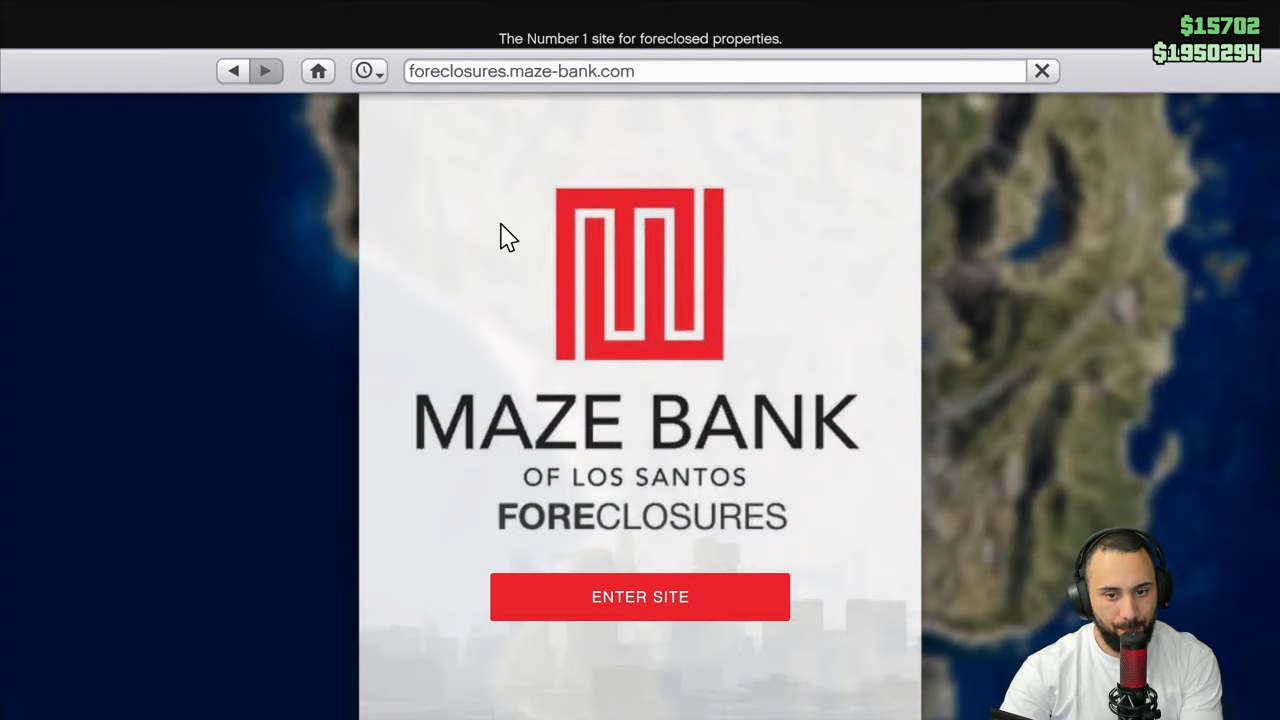 The Number 1 site for foreclosed properties.
$15702
$1950294
foreclosures.maze-bank.com
MAZE BANK
OF LOS SANTOS
FORECLOSURES
ENTER SITE